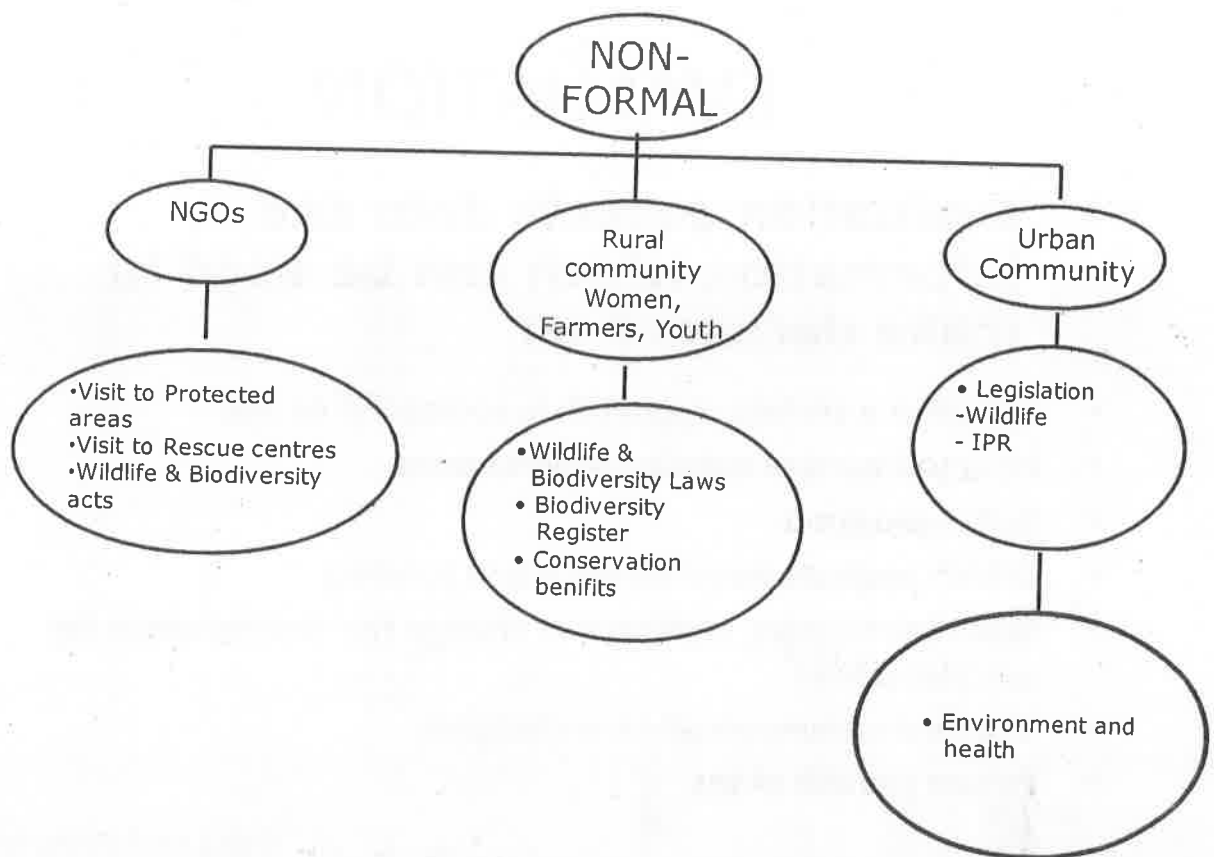 NON-
FORMAL
NGOs
Rural
community
Women,
Farmers, Youth
Urban
Community
•Visit to Protected
areas
•Visit to Rescue centres
•Wildlife & Biodiversity
acts
•Wildlife &
Biodiversity Laws
• Biodiversity
Register
• Conservation
benifits
• Legislation
-Wildlife
- IPR
• Environment and
health